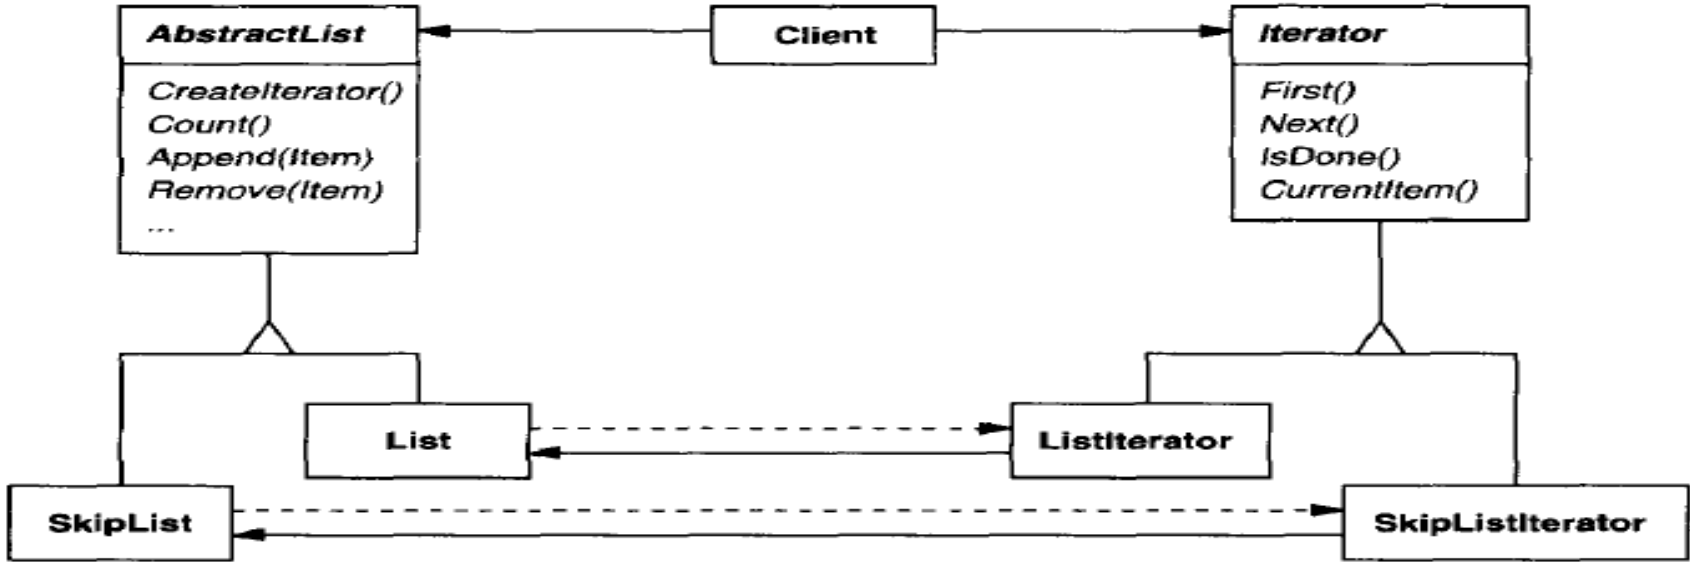 AbstractList
CreateIterator()
Count()
Append(Item)
Remove(Item)
...
Client
Iterator
First()
Next()
IsDone()
CurrentItem()
List
ListIterator
SkipList
SkipListIterator